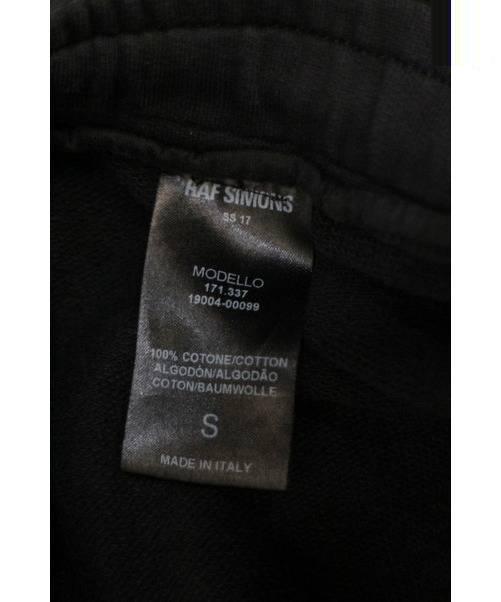 RAF SIMONS
SS 17
MODELLO
171.337
19004-00099
100% COTONE/COTTON
ALGODÓN/ALGODÃO
COTON/BAUMWOLLE
S
MADE IN ITALY